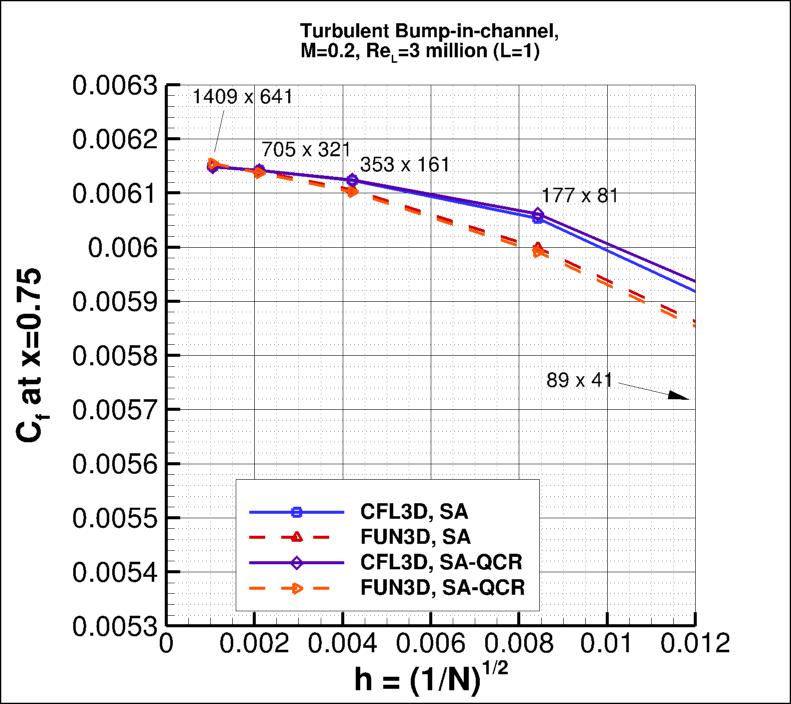 Turbulent Bump-in-channel,
M=0.2, Re_L=3 million (L=1)
0.0063
1409 x 641
0.0062
705 x 321
353 x 161
0.0061
177 x 81
0.006
0.0059
0.0058
89 x 41
0.0057
0.0056
0.0055
0.0054
0.0053
C_f at x=0.75
CFL3D, SA
FUN3D, SA
CFL3D, SA-QCR
FUN3D, SA-QCR
0 0.002 0.004 0.006 0.008 0.01 0.012
h = (1/N)^1/2